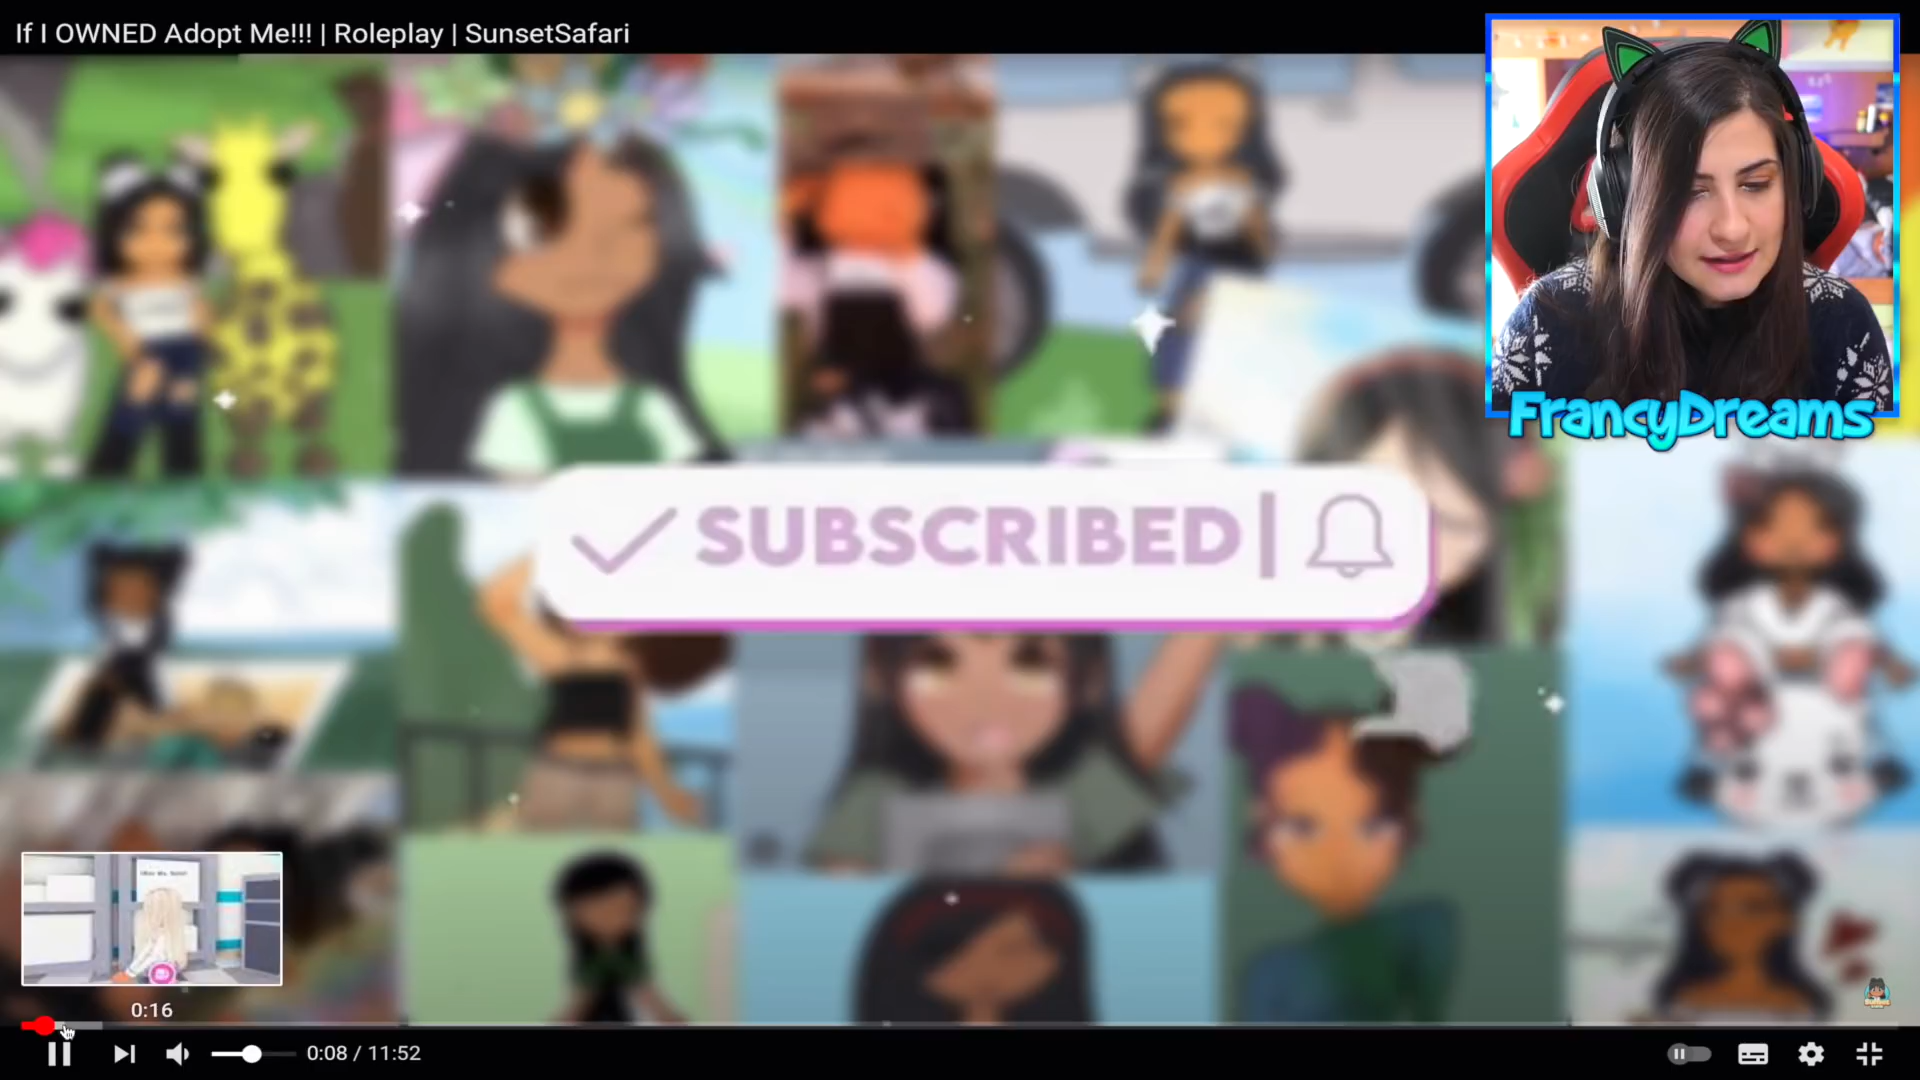 If I OWNED Adopt Me!!! | Roleplay | SunsetSafari
FrancyDreams
SUBSCRIBED
0:16
0:08 / 11:52